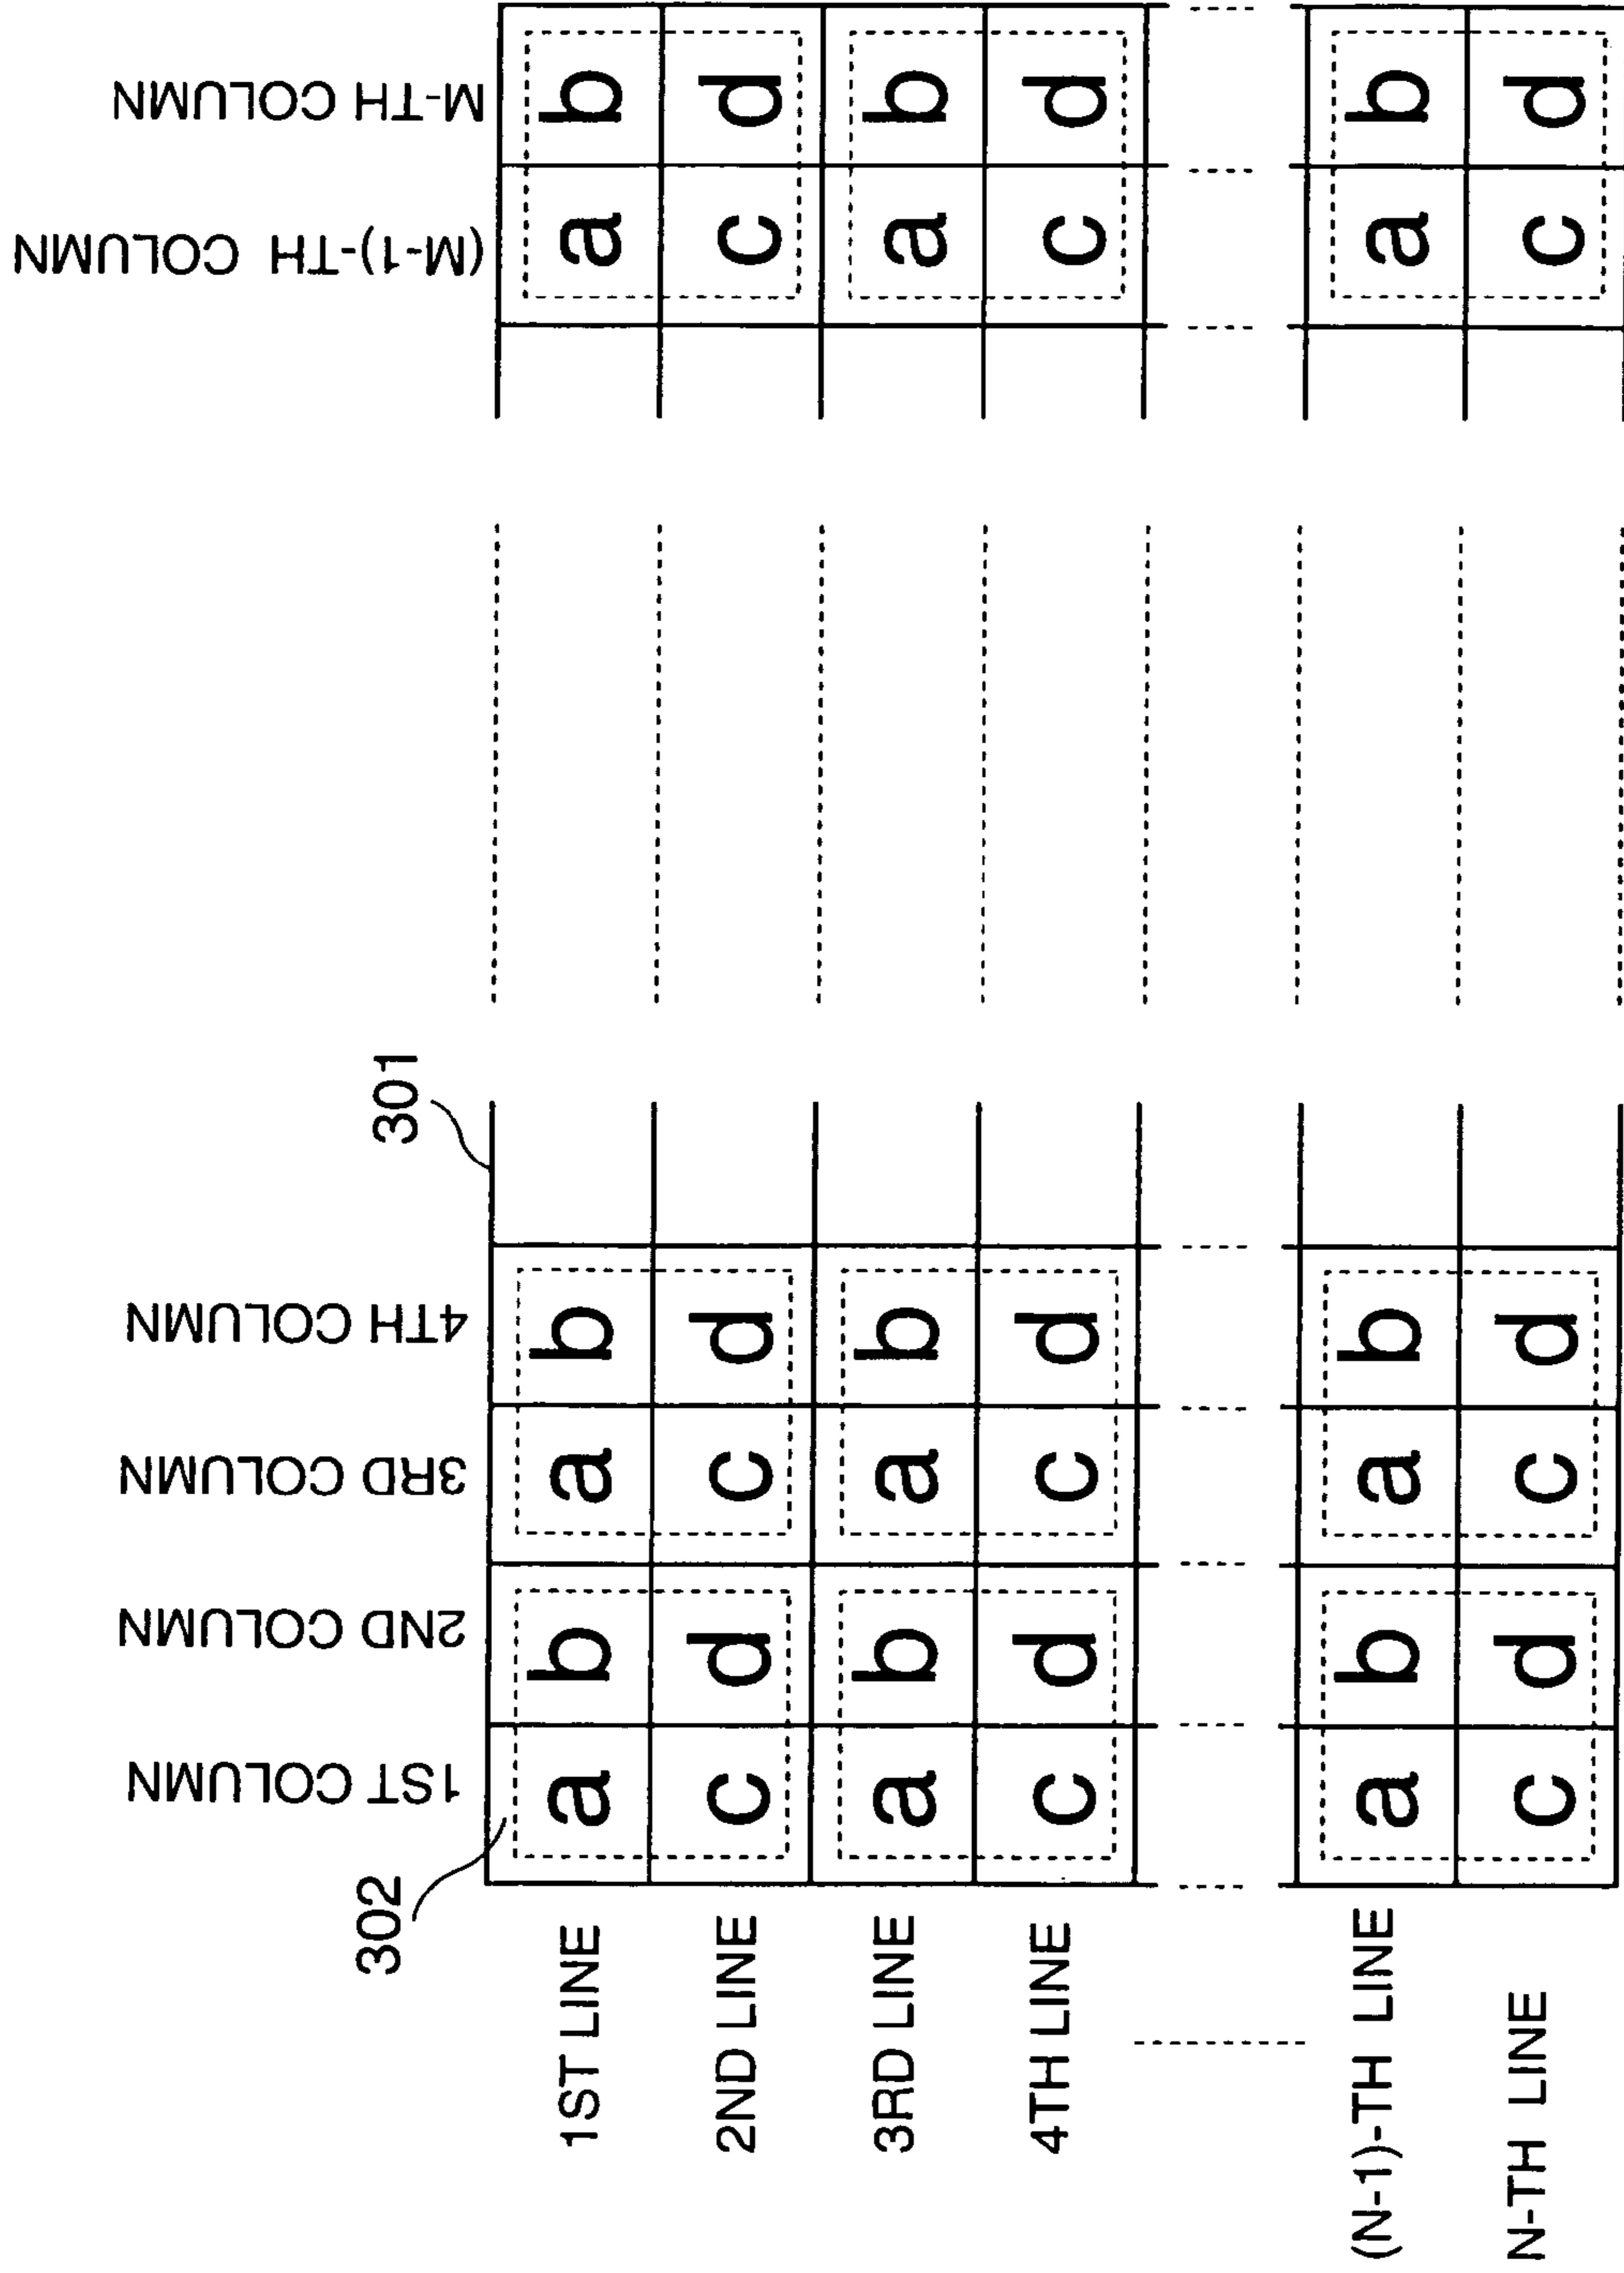 1ST COLUMN
2ND COLUMN
3RD COLUMN
4TH COLUMN
(M-1)-TH COLUMN
M-TH COLUMN
302
301
1ST LINE a b a b a b
2ND LINE c d c d c d
3RD LINE a b a b a b
4TH LINE c d c d c d
(N-1)-TH LINE a b a b a b
N-TH LINE c d c d c d